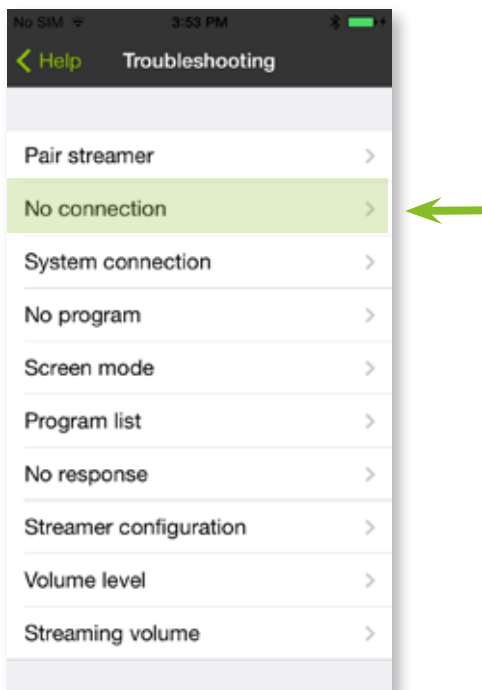 No SIM 3:53 PM
Help Troubleshooting
Pair streamer
No connection
System connection
No program
Screen mode
Program list
No response
Streamer configuration
Volume level
Streaming volume